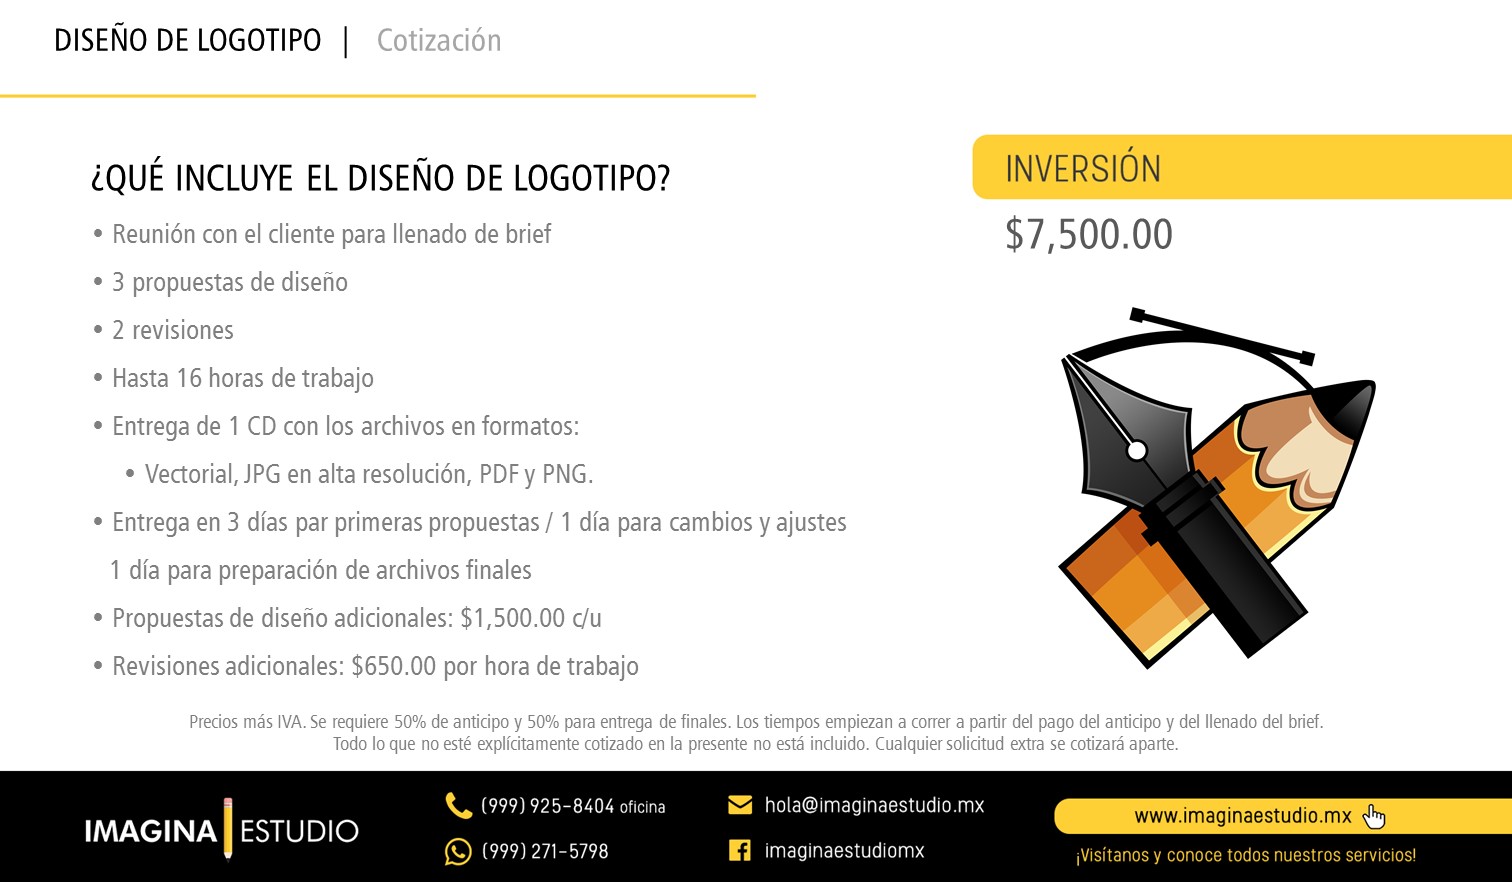 DISEÑO DE LOGOTIPO | Cotización
¿QUÉ INCLUYE EL DISEÑO DE LOGOTIPO?
• Reunión con el cliente para llenado de brief
• 3 propuestas de diseño
• 2 revisiones
• Hasta 16 horas de trabajo
• Entrega de 1 CD con los archivos en formatos:
• Vectorial, JPG en alta resolución, PDF y PNG.
• Entrega en 3 días par primeras propuestas / 1 día para cambios y ajustes
1 día para preparación de archivos finales
• Propuestas de diseño adicionales: $1,500.00 c/u
• Revisiones adicionales: $650.00 por hora de trabajo
INVERSIÓN
$7,500.00
Precios más IVA. Se requiere 50% de anticipo y 50% para entrega de finales. Los tiempos empiezan a correr a partir del pago del anticipo y del llenado del brief.
Todo lo que no esté explícitamente cotizado en la presente no está incluido. Cualquier solicitud extra se cotizará aparte.
IMAGINA ESTUDIO
(999) 925-8404 oficina
(999) 271-5798
hola@imaginaestudio.mx
imaginaestudiomx
www.imaginaestudio.mx
¡Visítanos y conoce todos nuestros servicios!